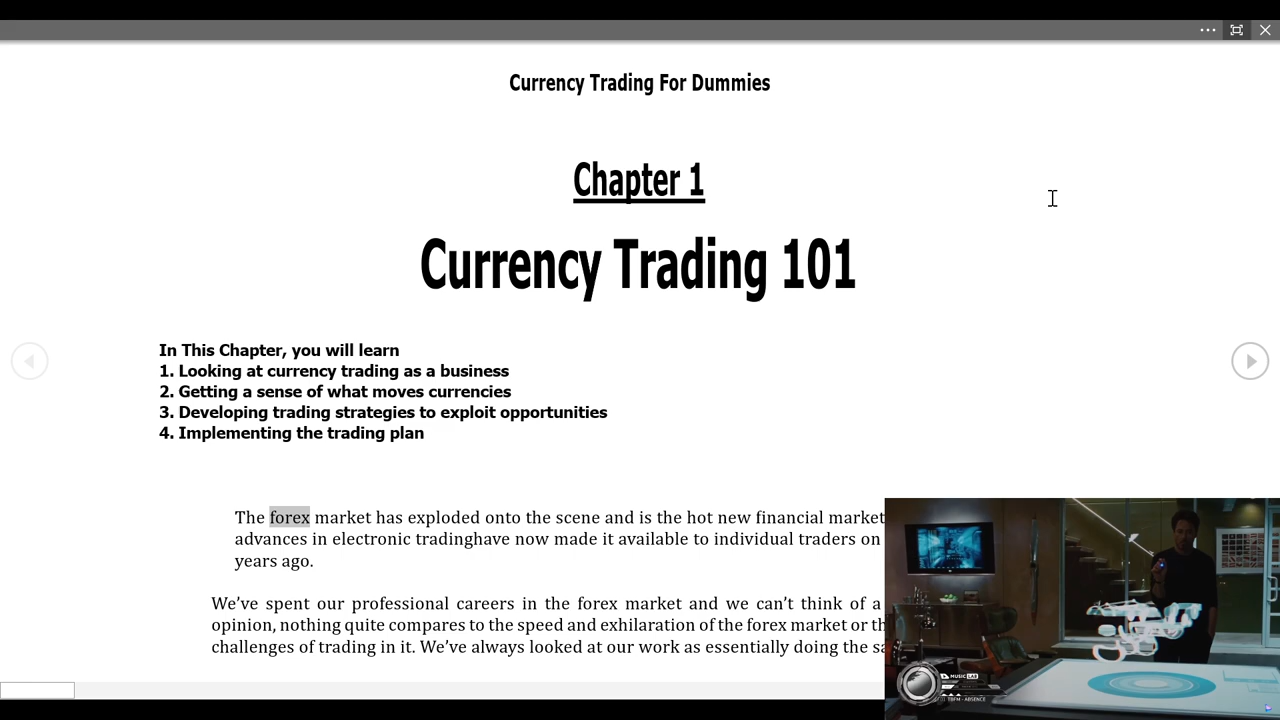 Currency Trading For Dummies
Chapter 1
Currency Trading 101
In This Chapter, you will learn
1. Looking at currency trading as a business
2. Getting a sense of what moves currencies
3. Developing trading strategies to exploit opportunities
4. Implementing the trading plan
The forex market has exploded onto the scene and is the hot new financial market
advances in electronic tradinghave now made it available to individual traders on
years ago.
We’ve spent our professional careers in the forex market and we can’t think of a
opinion, nothing quite compares to the speed and exhilaration of the forex market or th
challenges of trading in it. We’ve always looked at our work as essentially doing the sa
MUSIC LAB
TBFM - ABSENCE